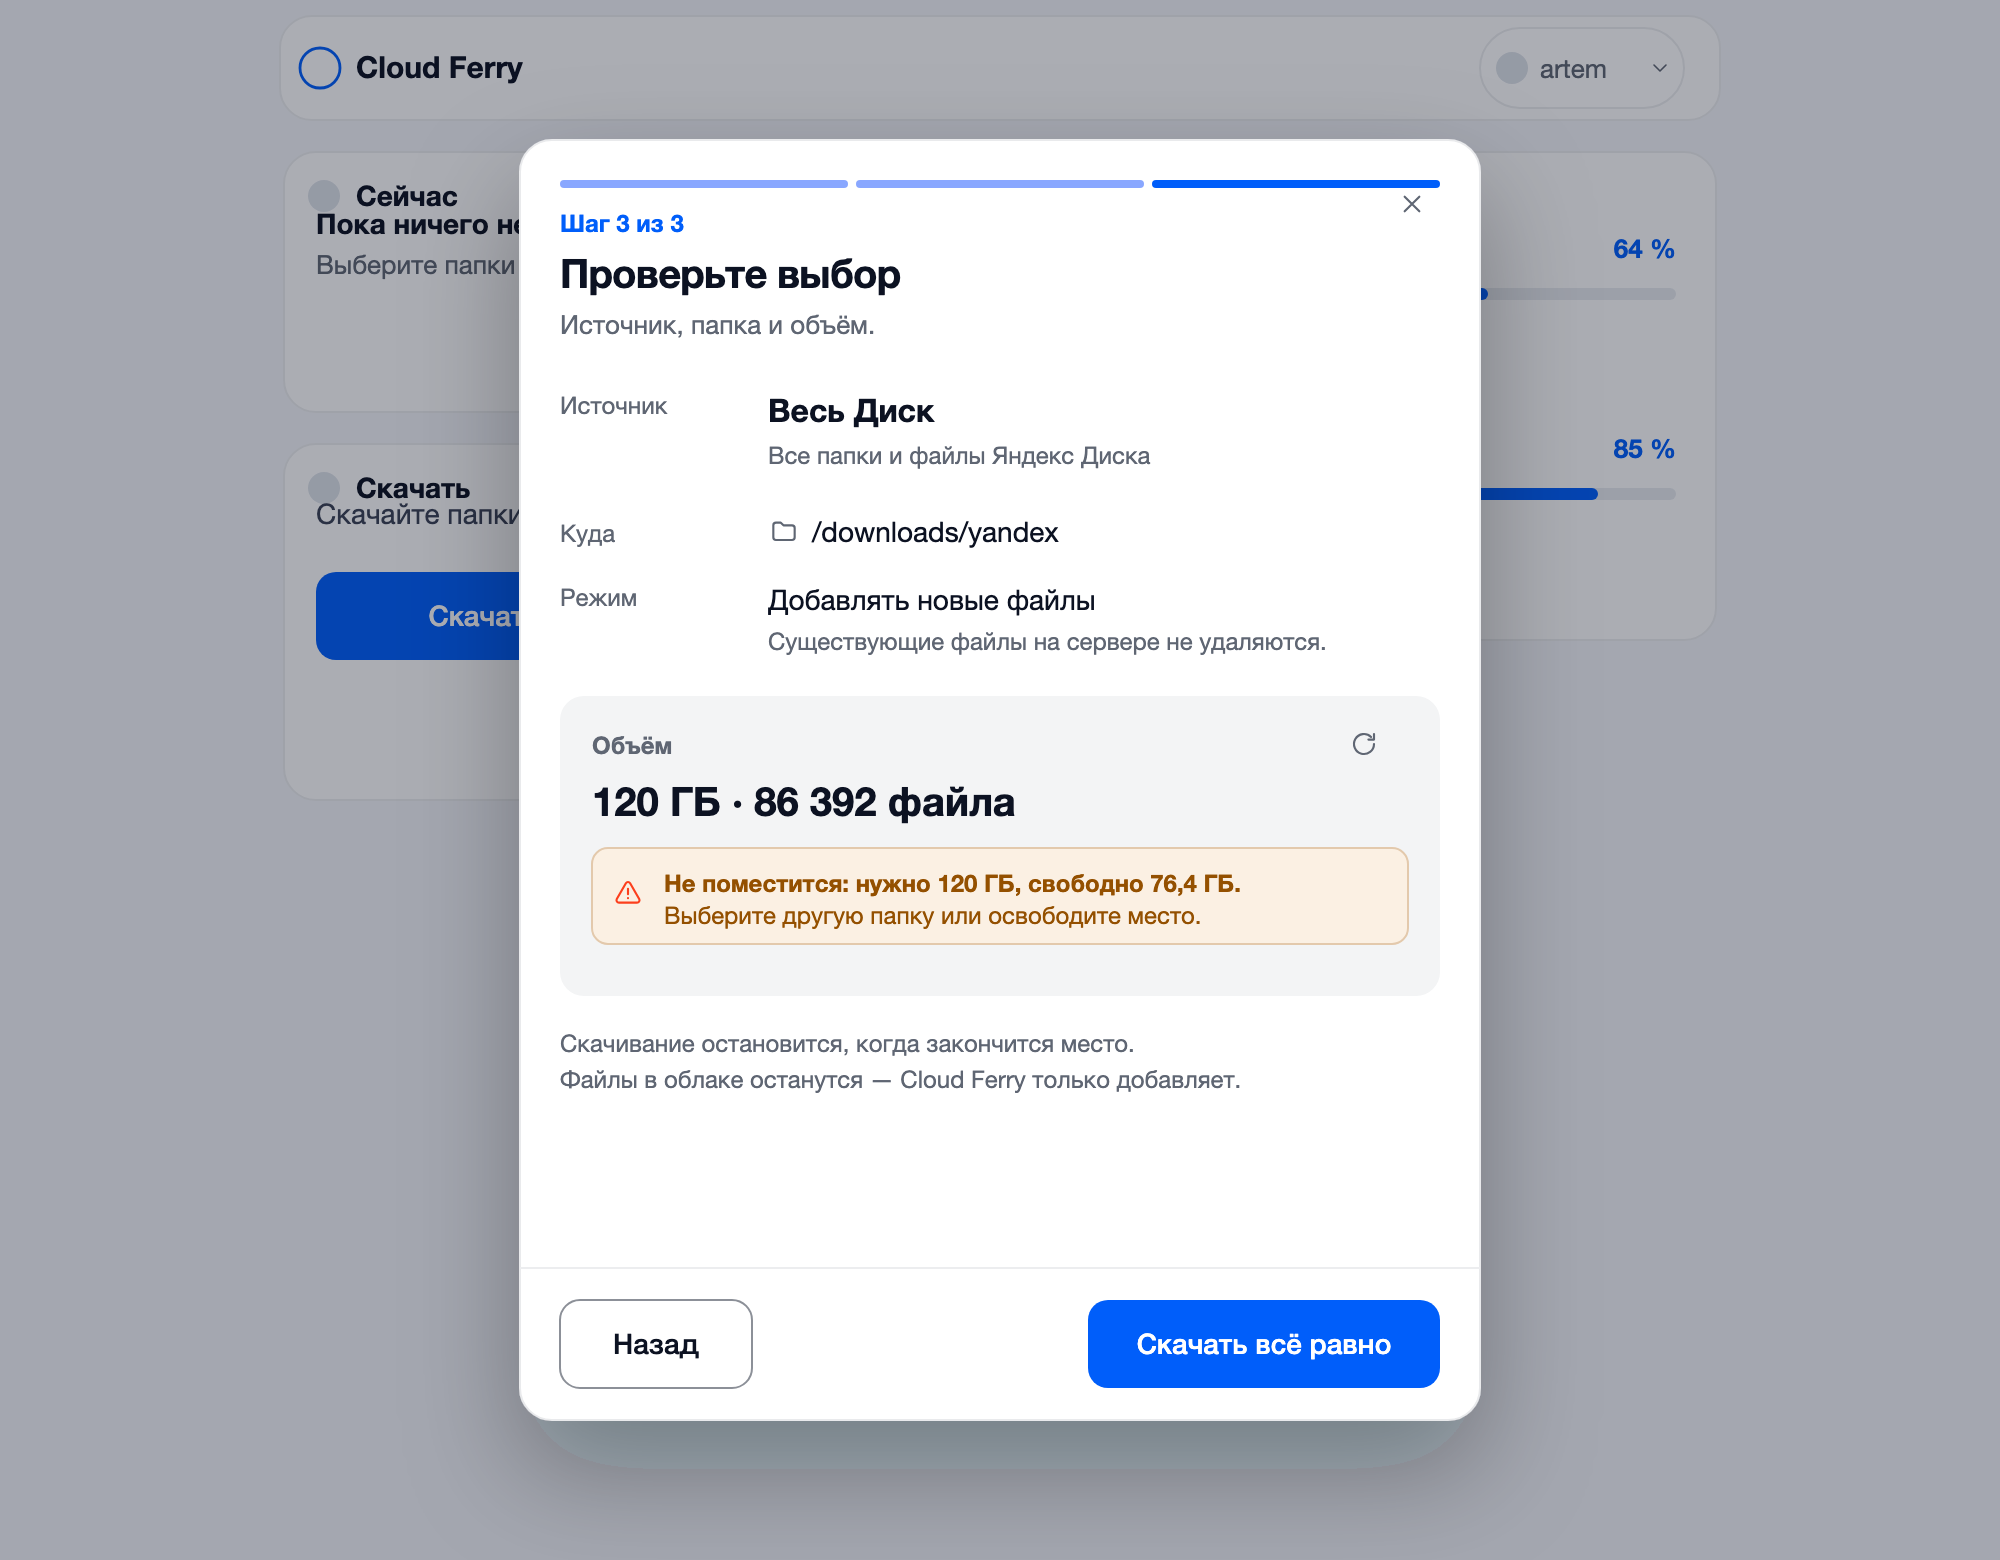 Cloud Ferry
artem
Сейчас
Пока ничего не
Выберите папки
64 %
85 %
Скачать
Скачайте папки
Скачат
Шаг 3 из 3
Проверьте выбор
Источник, папка и объём.
Источник
Весь Диск
Все папки и файлы Яндекс Диска
Куда
/downloads/yandex
Режим
Добавлять новые файлы
Существующие файлы на сервере не удаляются.
Объём
120 ГБ · 86 392 файла
Не поместится: нужно 120 ГБ, свободно 76,4 ГБ.
Выберите другую папку или освободите место.
Скачивание остановится, когда закончится место.
Файлы в облаке останутся — Cloud Ferry только добавляет.
Назад
Скачать всё равно